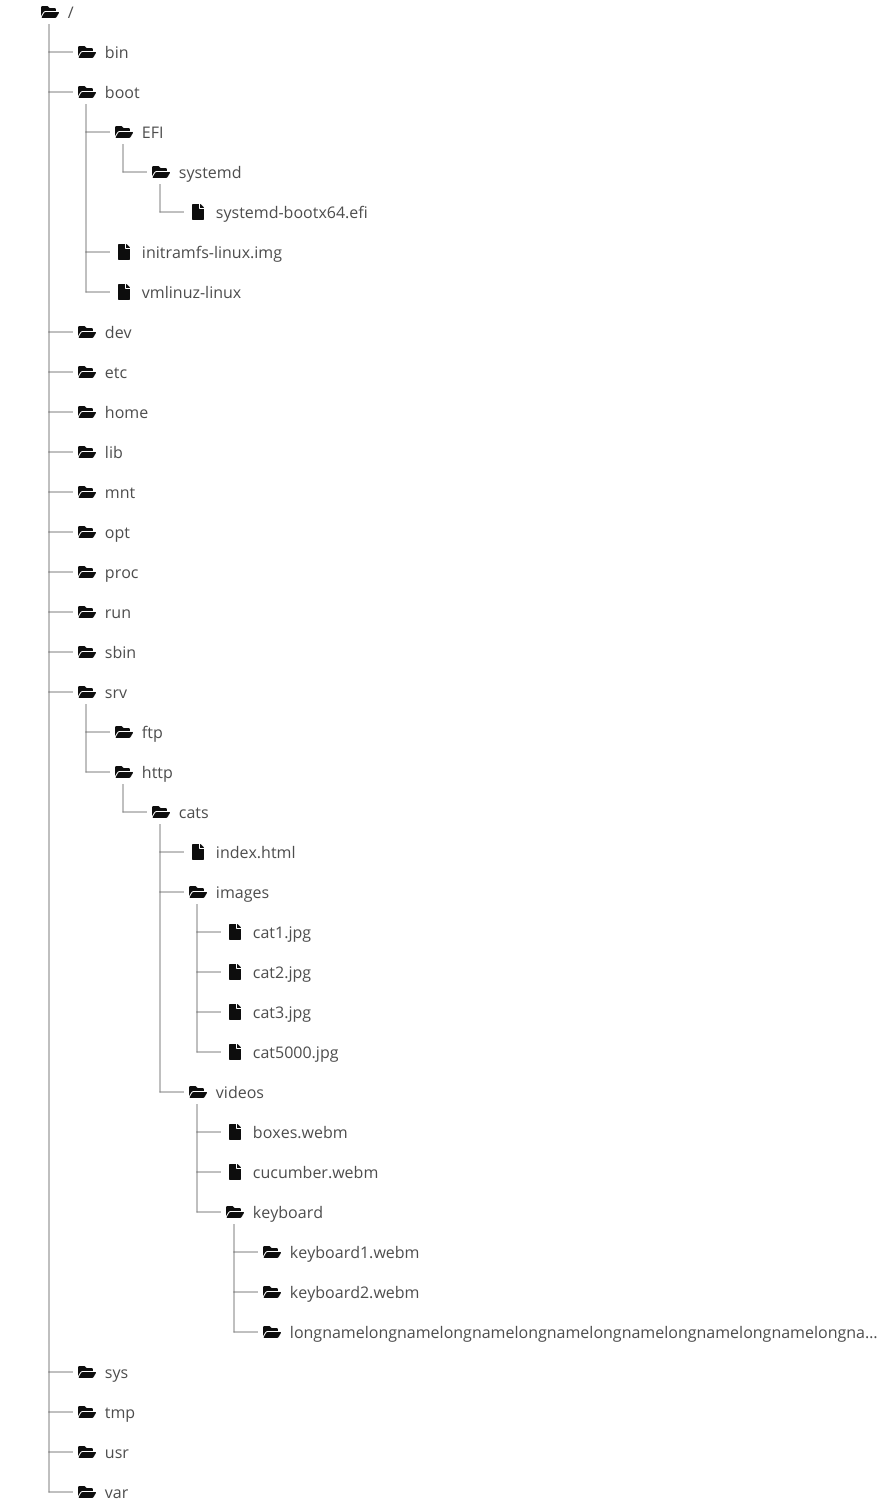 /
bin
boot
EFI
systemd
systemd-bootx64.efi
initramfs-linux.img
vmlinuz-linux
dev
etc
home
lib
mnt
opt
proc
run
sbin
srv
ftp
http
cats
index.html
images
cat1.jpg
cat2.jpg
cat3.jpg
cat5000.jpg
videos
boxes.webm
cucumber.webm
keyboard
keyboard1.webm
keyboard2.webm
longnamelongnamelongnamelongnamelongnamelongnamelongnamelongna...
sys
tmp
usr
var